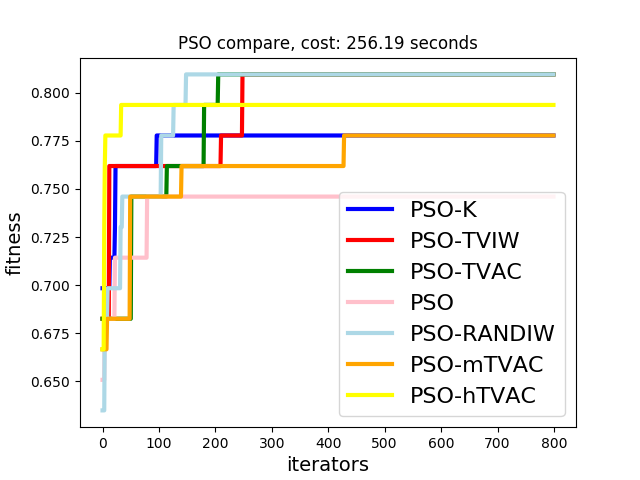 PSO compare, cost: 256.19 seconds
fitness
0.800
0.775
0.750
0.725
0.700
0.675
0.650
PSO-K
PSO-TVIW
PSO-TVAC
PSO
PSO-RANDIW
PSO-mTVAC
PSO-hTVAC
0 100 200 300 400 500 600 700 800
iterators